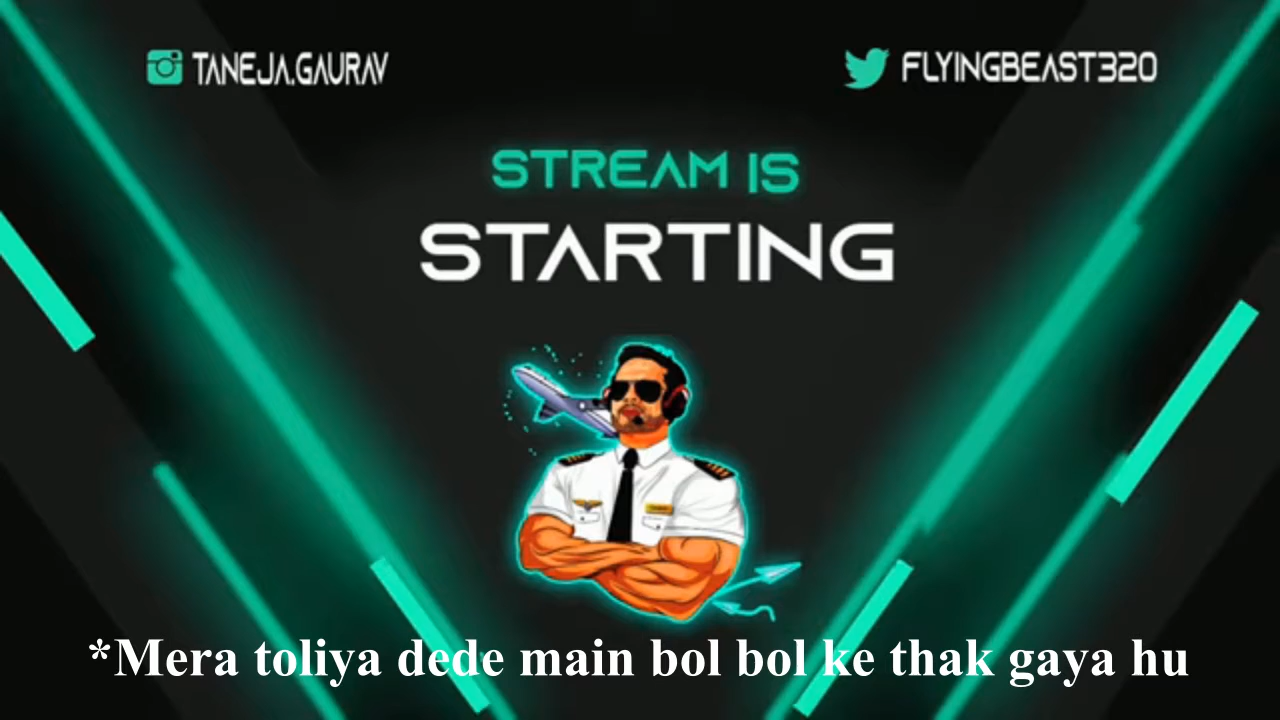 TANEJA.GAURAV
FLYINGBEAST320
STREAM IS
STARTING
*Mera toliya dede main bol bol ke thak gaya hu